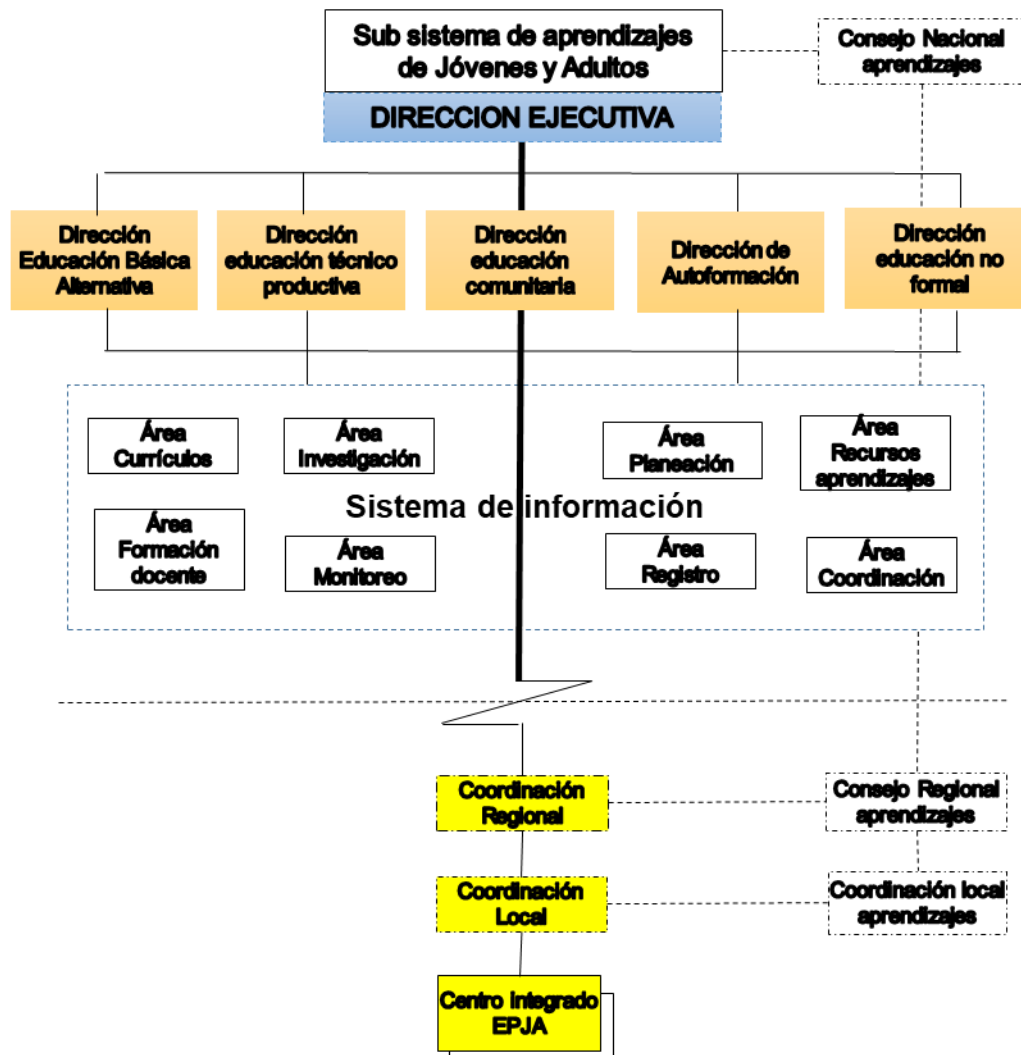 Sub sistema de aprendizajes
de Jóvenes y Adultos
Consejo Nacional
aprendizajes
DIRECCION EJECUTIVA
Dirección
Educación Básica
Alternativa
Dirección
educación técnico
productiva
Dirección
educación
comunitaria
Dirección de
Autoformación
Dirección
educación no
formal
Área
Currículos
Área
Investigación
Área
Planeación
Área
Recursos
aprendizajes
Sistema de información
Área
Formación
docente
Área
Monitoreo
Área
Registro
Área
Coordinación
Coordinación
Regional
Consejo Regional
aprendizajes
Coordinación
Local
Coordinación local
aprendizajes
Centro integrado
EPJA